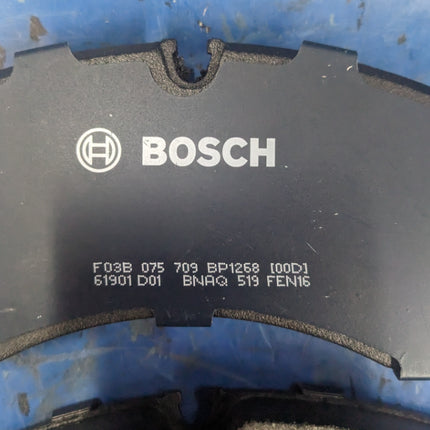 BOSCH
F03B 075 709 BP1268 [00D]
61901 D01 BNAQ 519 FEN16